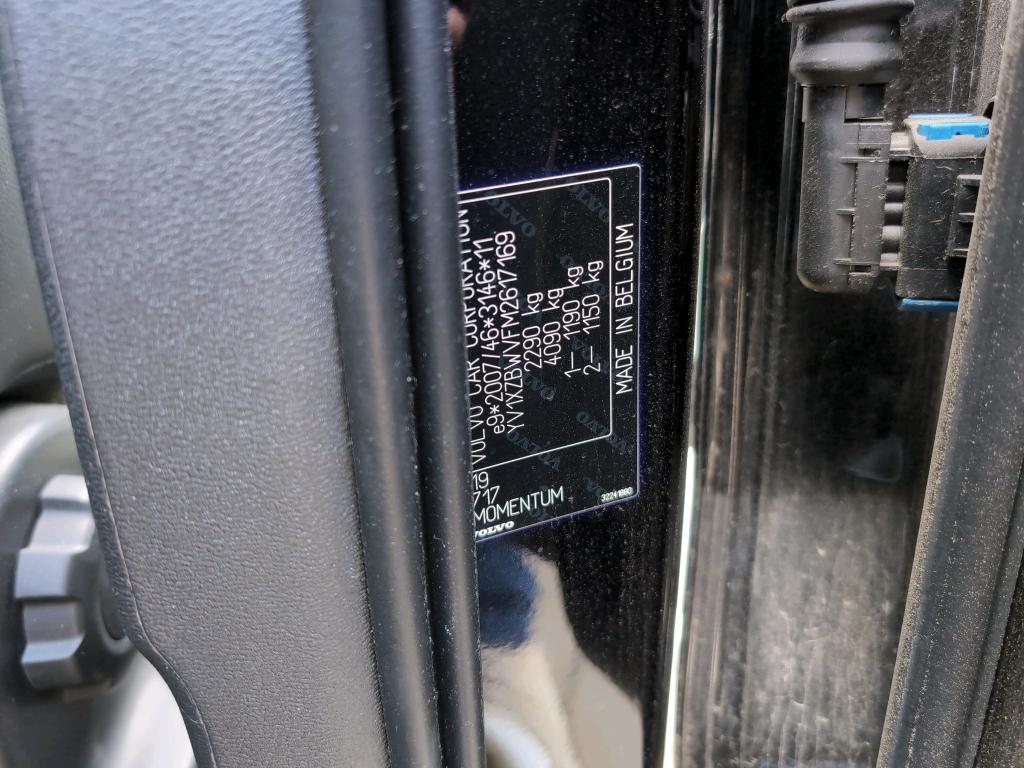 VOLVO CAR CORPORATION
e9*2007/46*3146*11
YV1XZBWVFM2617169
2290 kg
4090 kg
1– 1190 kg
2– 1150 kg
MADE IN BELGIUM
19
717
MOMENTUM
VOLVO
32241880